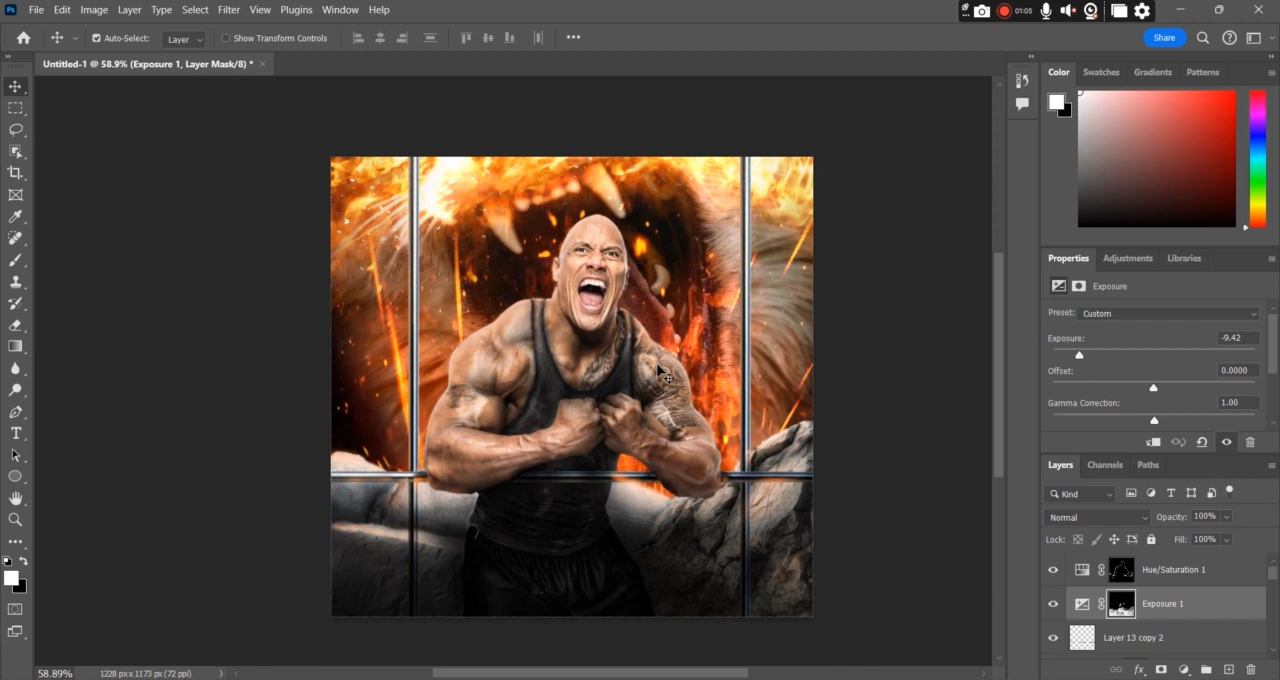 Ps File Edit Image Layer Type Select Filter View Plugins Window Help
01:05
Auto-Select: Layer Show Transform Controls
Share
Untitled-1 @ 58.9% (Exposure 1, Layer Mask/8) *
Color Swatches Gradients Patterns
Properties Adjustments Libraries
Exposure
Preset: Custom
Exposure: -9.42
Offset: 0.0000
Gamma Correction: 1.00
Layers Channels Paths
Kind
Normal Opacity: 100%
Lock: Fill: 100%
Hue/Saturation 1
Exposure 1
Layer 13 copy 2
58.89% 1228 px x 1173 px (72 ppi)